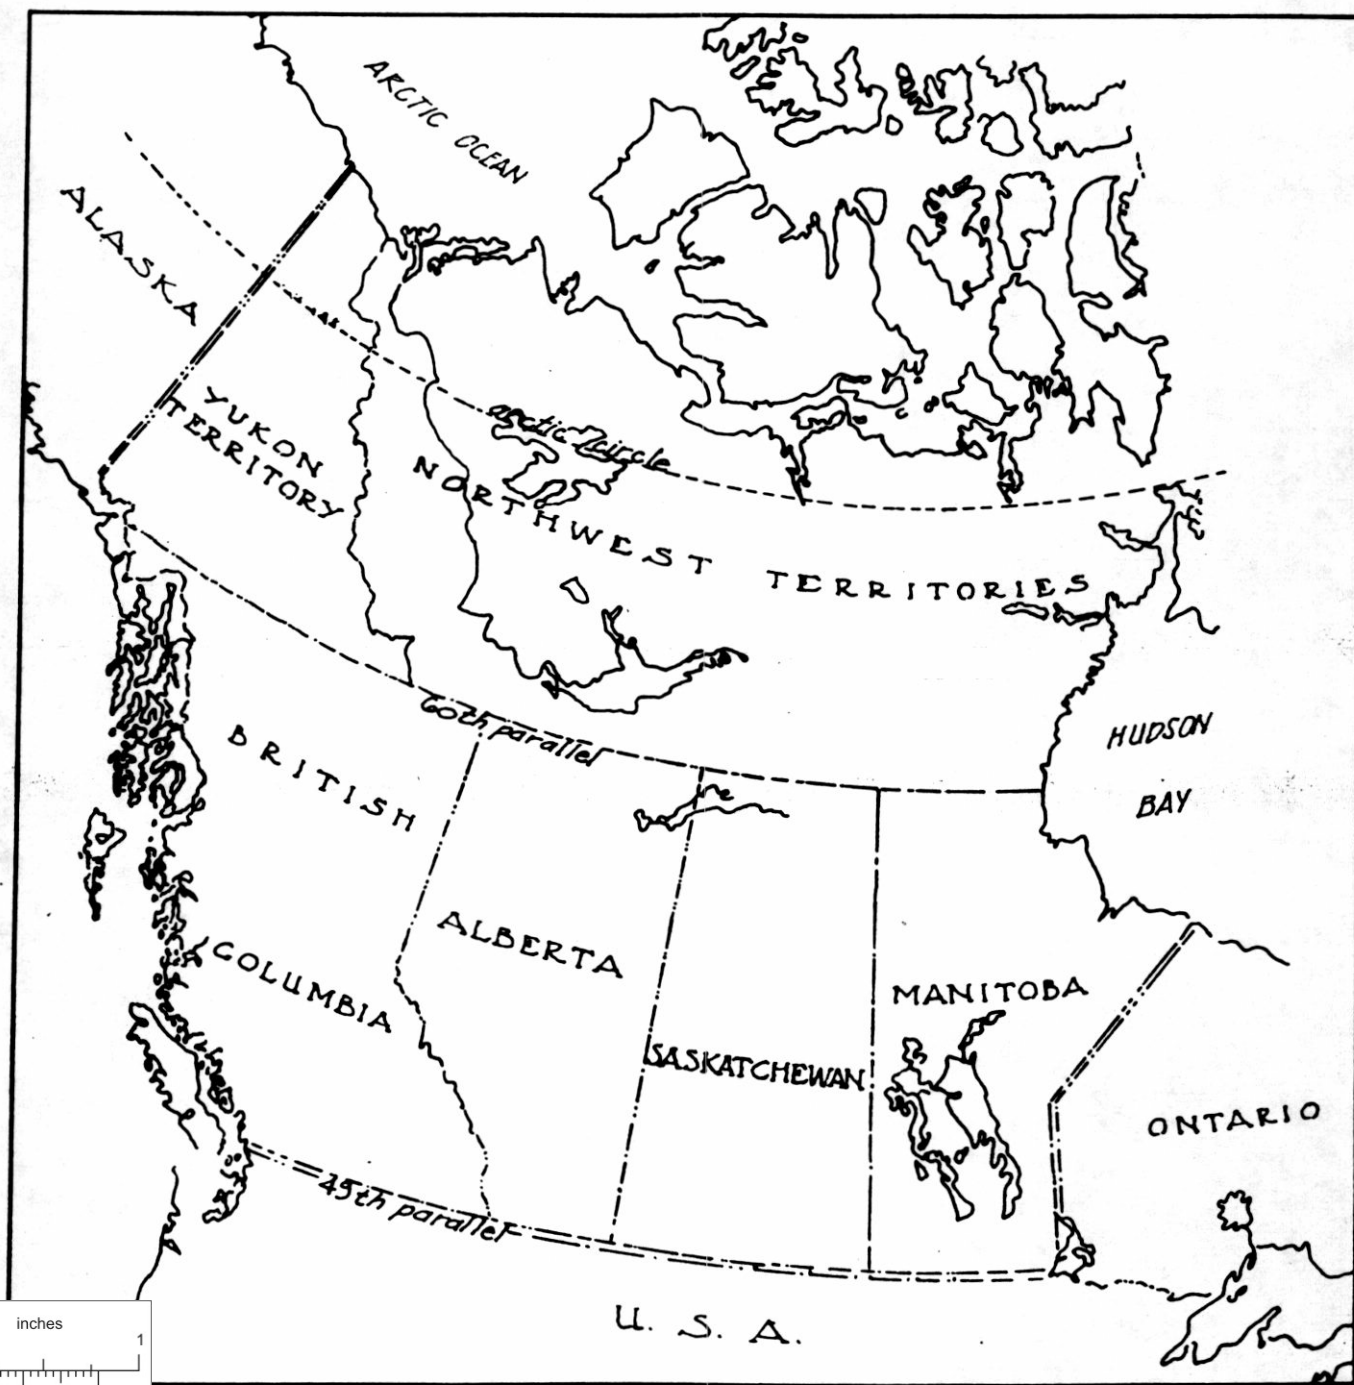 ARCTIC OCEAN
ALASKA
YUKON
TERRITORY
arctic circle
NORTHWEST TERRITORIES
60th parallel
HUDSON
BAY
BRITISH
COLUMBIA
ALBERTA
MANITOBA
SASKATCHEWAN
ONTARIO
49th parallel
U. S. A.
inches
1